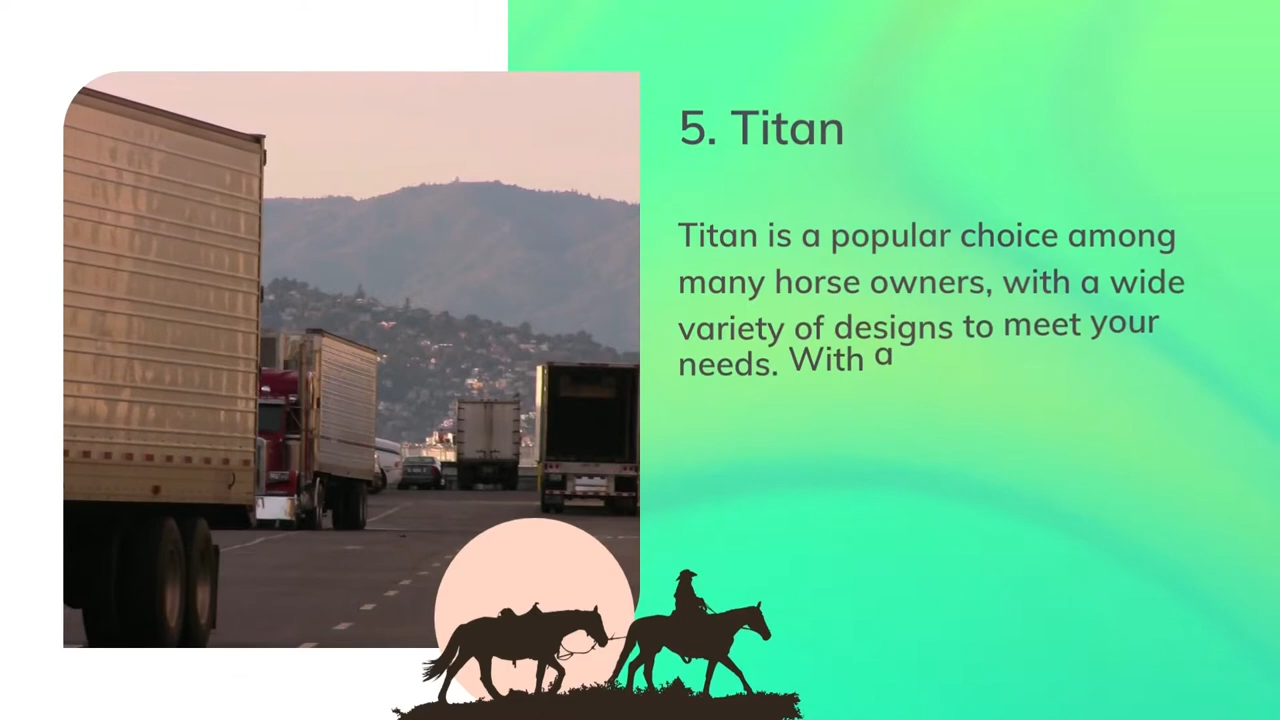 5. Titan
Titan is a popular choice among
many horse owners, with a wide
variety of designs to meet your
needs. With a